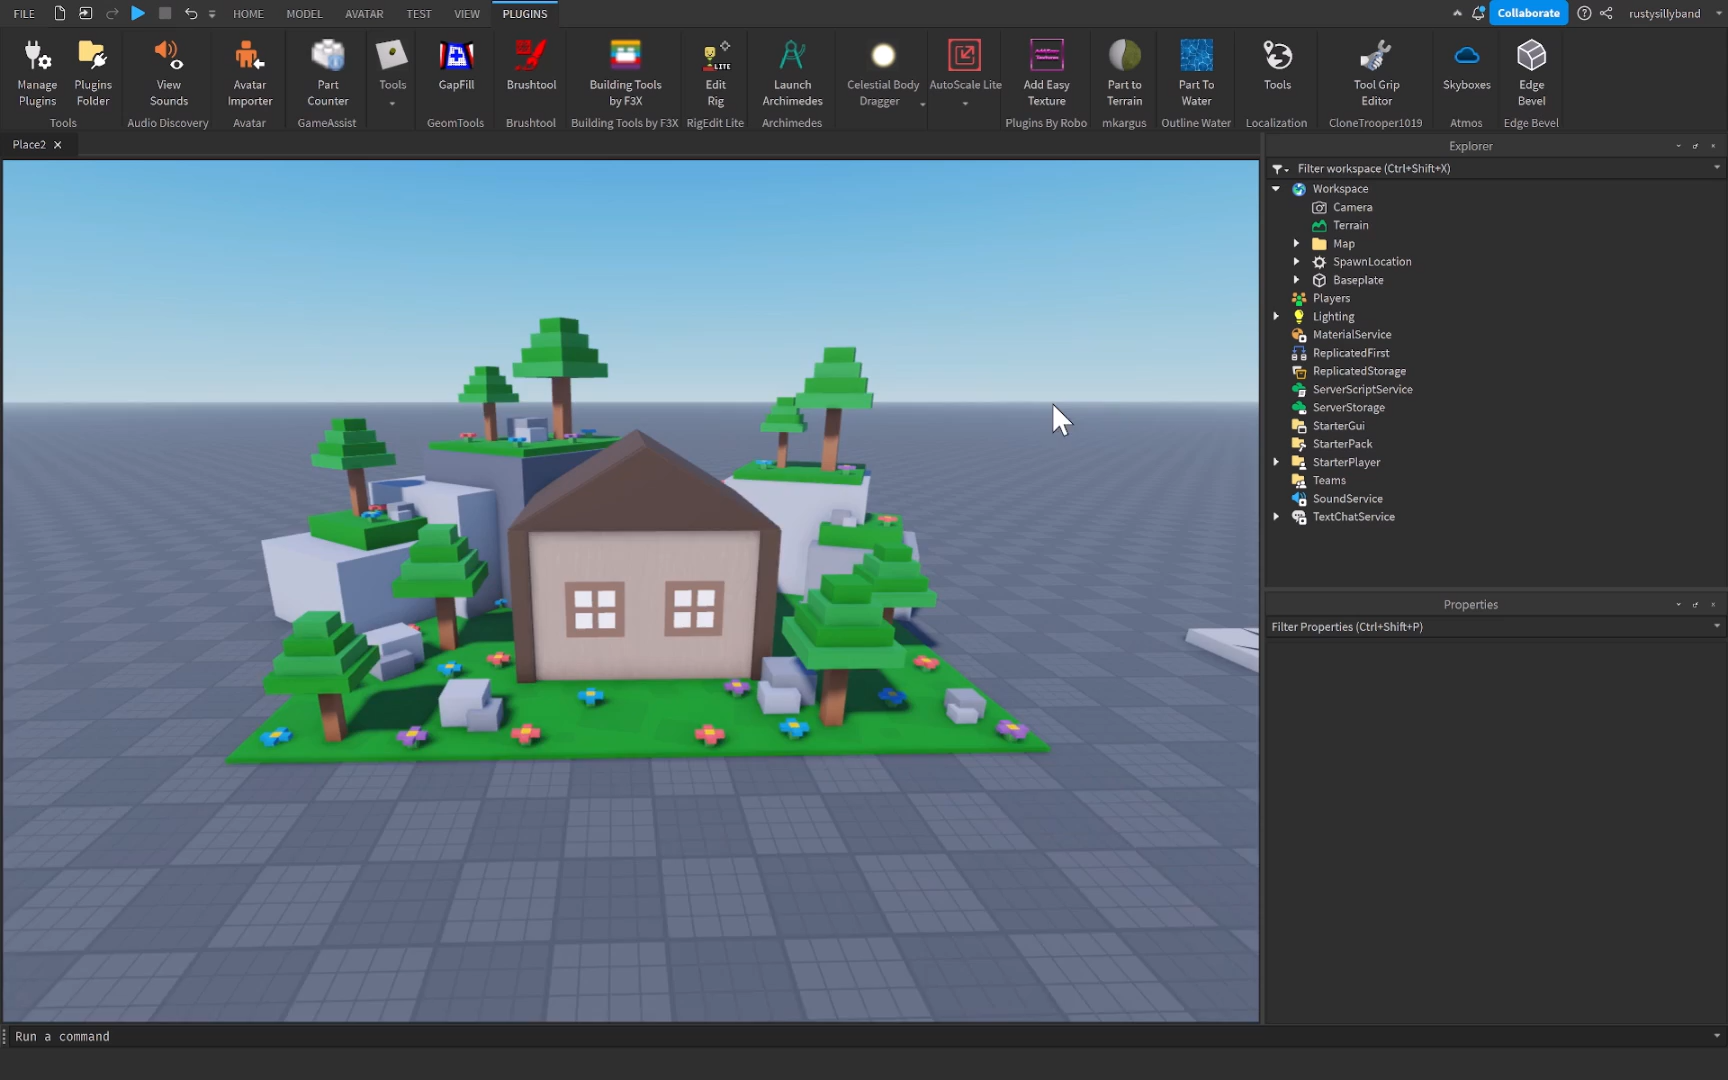 FILE HOME MODEL AVATAR TEST VIEW PLUGINS Collaborate rustysillyband
Manage Plugins
Plugins Folder
Tools
View Sounds
Audio Discovery
Avatar Importer
Avatar
Part Counter
GameAssist
Tools
GapFill
GeomTools
Brushtool
Brushtool
Building Tools by F3X
Building Tools by F3X
LITE
Edit Rig
RigEdit Lite
Launch Archimedes
Archimedes
Celestial Body Dragger
AutoScale Lite
Add Easy Texture
Plugins By Robo
Part to Terrain
mkargus
Part To Water
Outline Water
Tools
Localization
Tool Grip Editor
CloneTrooper1019
Skyboxes
Atmos
Edge Bevel
Edge Bevel
Place2
Explorer
Filter workspace (Ctrl+Shift+X)
Workspace
Camera
Terrain
Map
SpawnLocation
Baseplate
Players
Lighting
MaterialService
ReplicatedFirst
ReplicatedStorage
ServerScriptService
ServerStorage
StarterGui
StarterPack
StarterPlayer
Teams
SoundService
TextChatService
Properties
Filter Properties (Ctrl+Shift+P)
Run a command